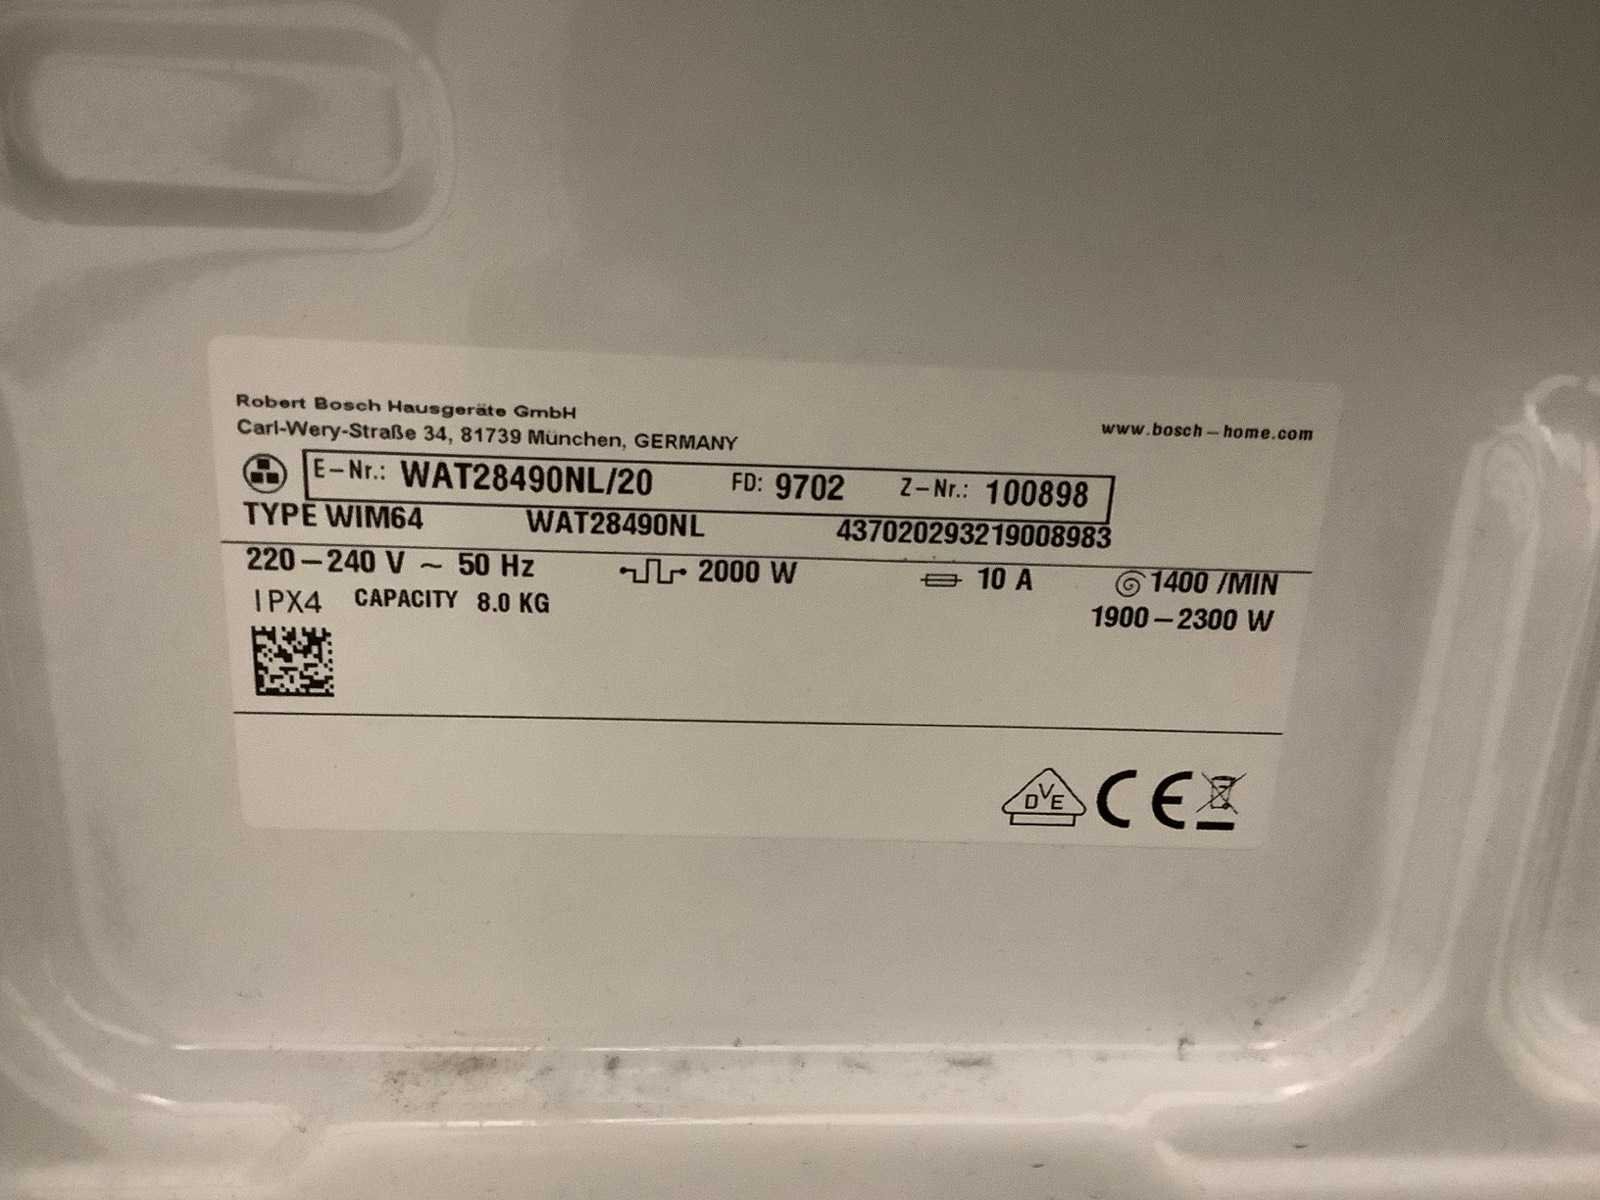 Robert Bosch Hausgeräte GmbH
Carl-Wery-Straße 34, 81739 München, GERMANY
www.bosch-home.com
E-Nr.: WAT28490NL/20 FD: 9702 Z-Nr.: 100898
TYPE WIM64 WAT28490NL 437020293219008983
220-240 V ~ 50 Hz 2000 W 10 A 1400 /MIN
IPX4 CAPACITY 8.0 KG 1900-2300 W
DVE CE